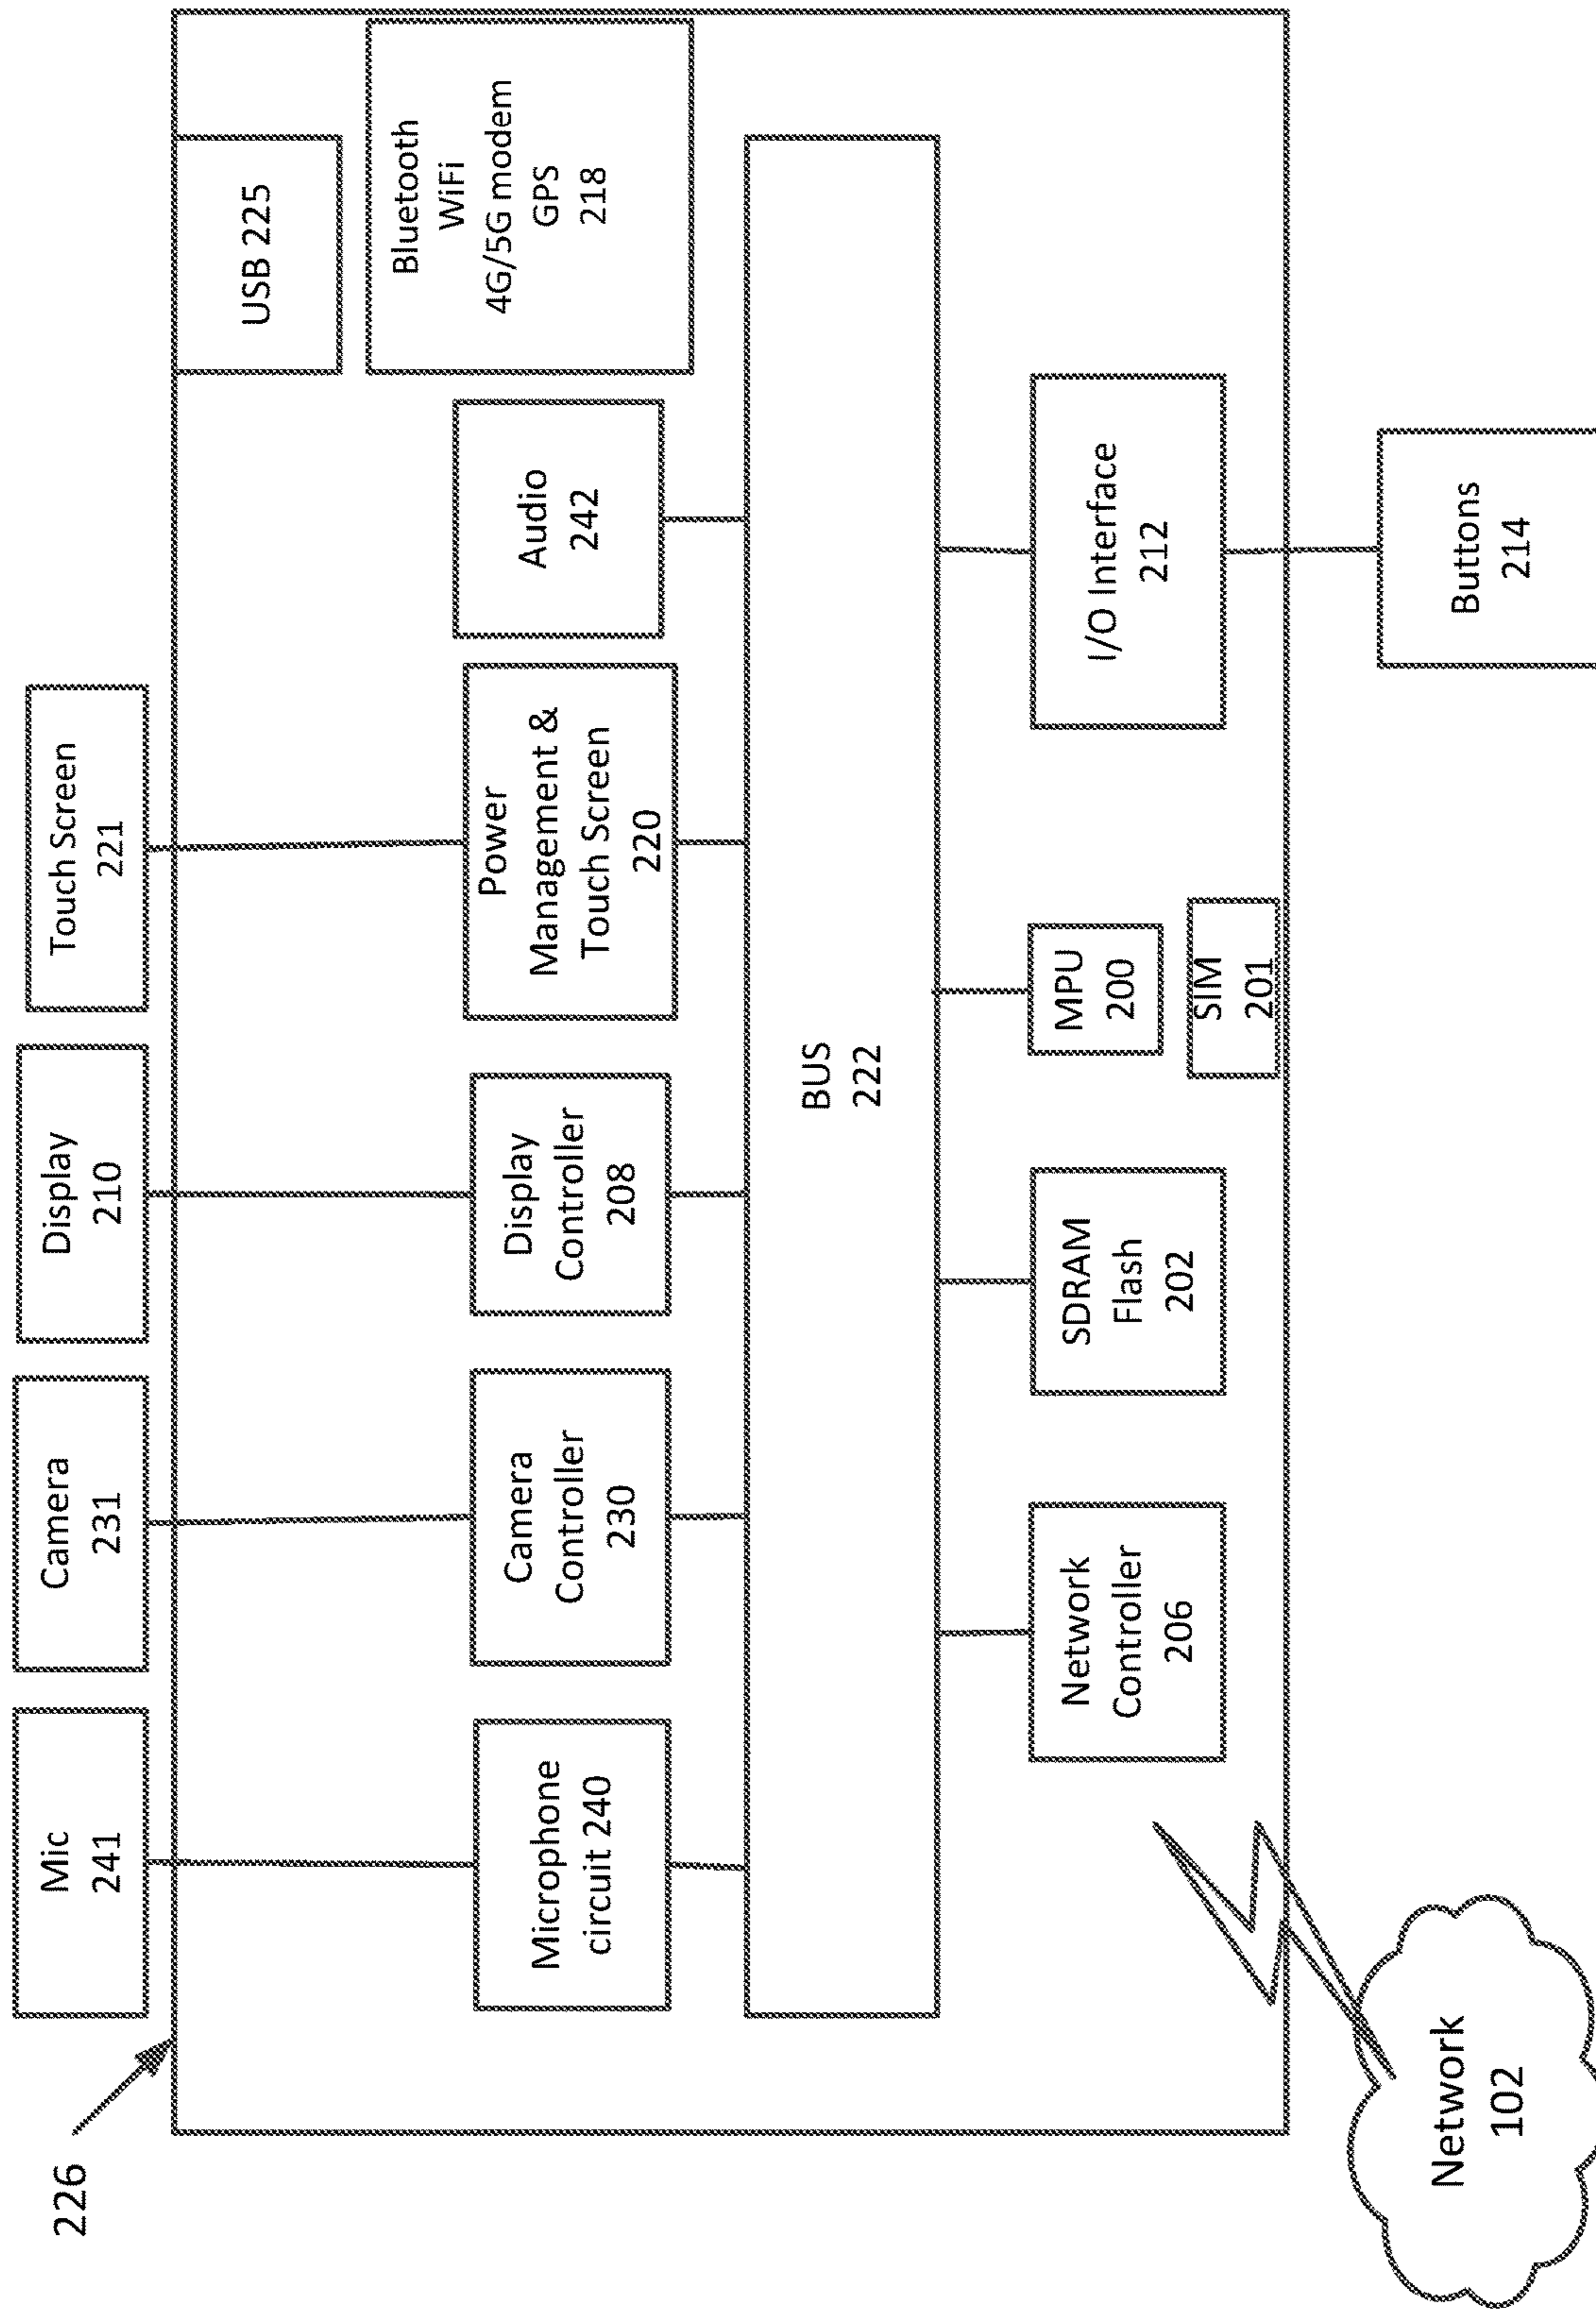 226
Mic
241
Camera
231
Display
210
Touch Screen
221
USB 225
Microphone
circuit 240
Camera
Controller
230
Display
Controller
208
Power
Management &
Touch Screen
220
Audio
242
Bluetooth
WiFi
4G/5G modem
GPS
218
BUS
222
Network
Controller
206
SDRAM
Flash
202
MPU
200
SIM
201
I/O Interface
212
Network
102
Buttons
214